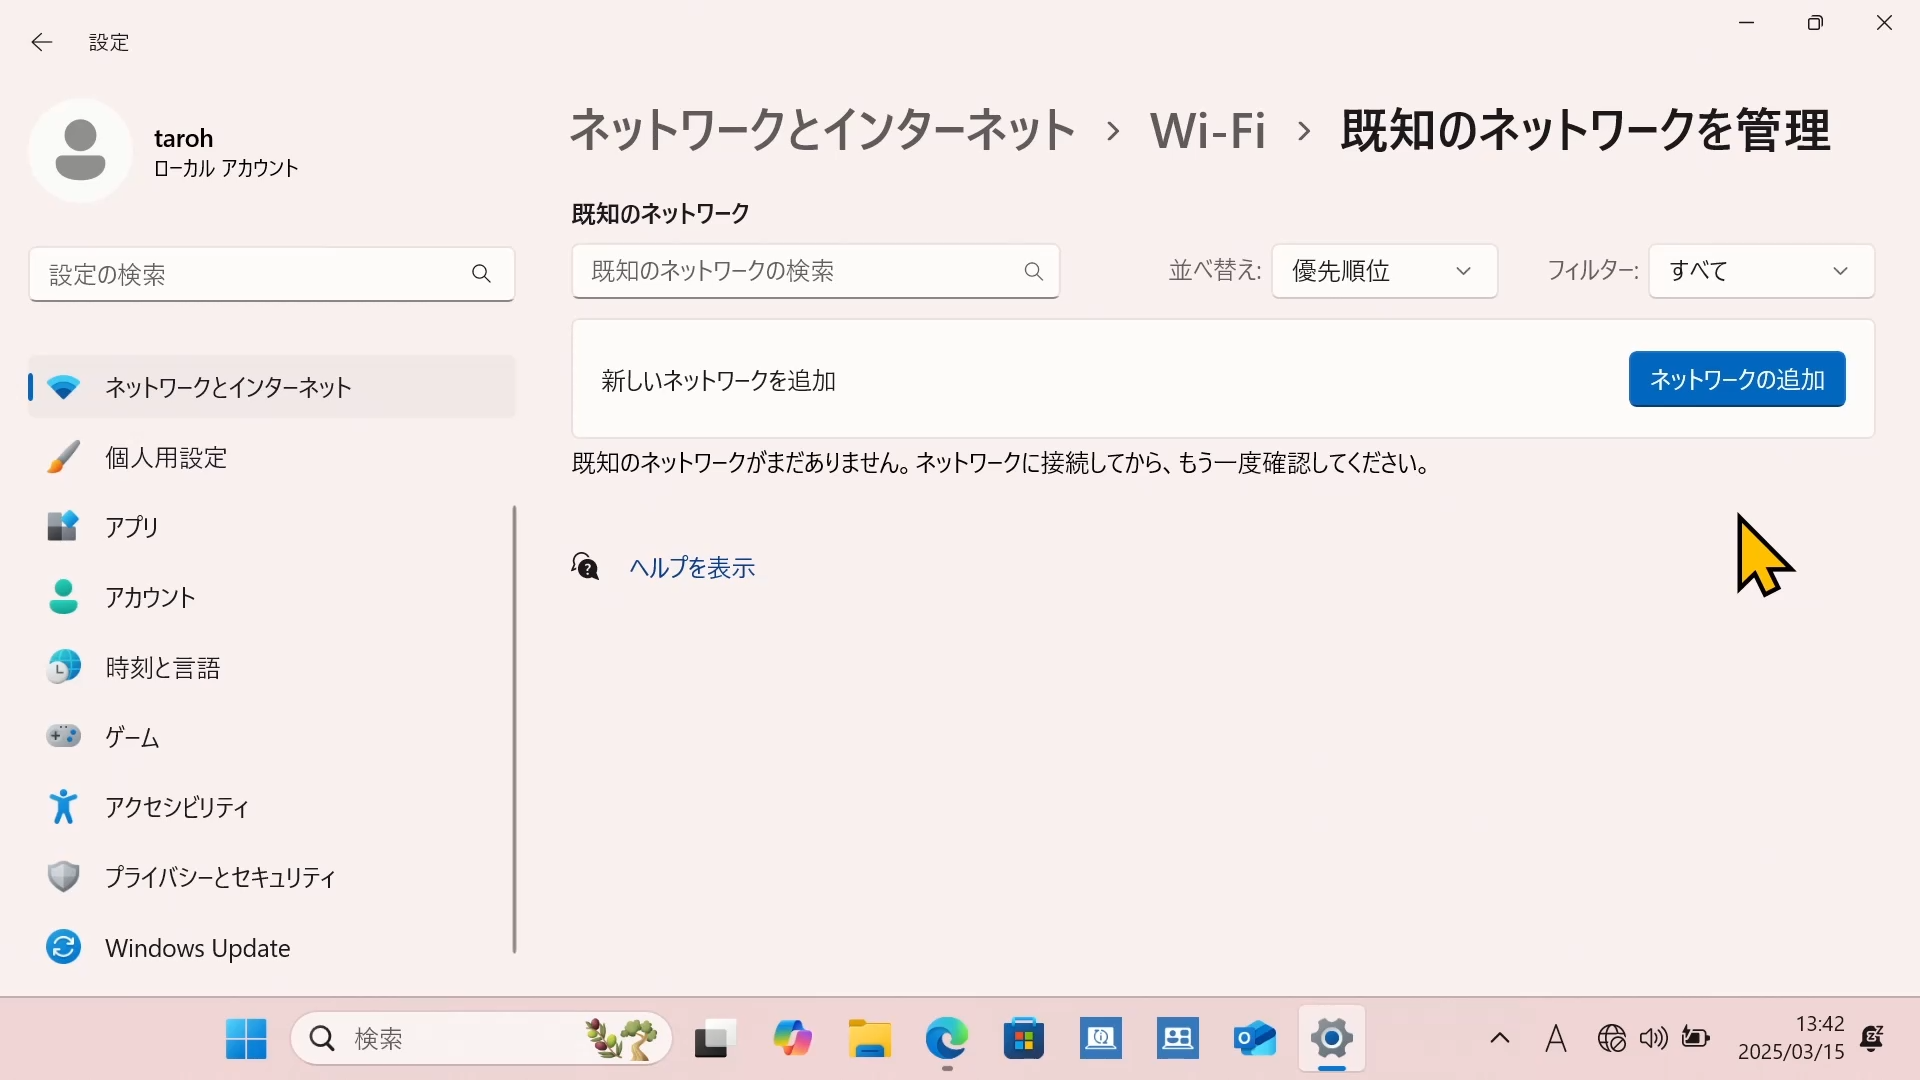 設定
taroh
ローカル アカウント
設定の検索
ネットワークとインターネット
個人用設定
アプリ
アカウント
時刻と言語
ゲーム
アクセシビリティ
プライバシーとセキュリティ
Windows Update
ネットワークとインターネット › Wi-Fi › 既知のネットワークを管理
既知のネットワーク
既知のネットワークの検索 並べ替え: 優先順位 フィルター: すべて
新しいネットワークを追加 ネットワークの追加
既知のネットワークがまだありません。ネットワークに接続してから、もう一度確認してください。
ヘルプを表示
検索
A
13:42
2025/03/15